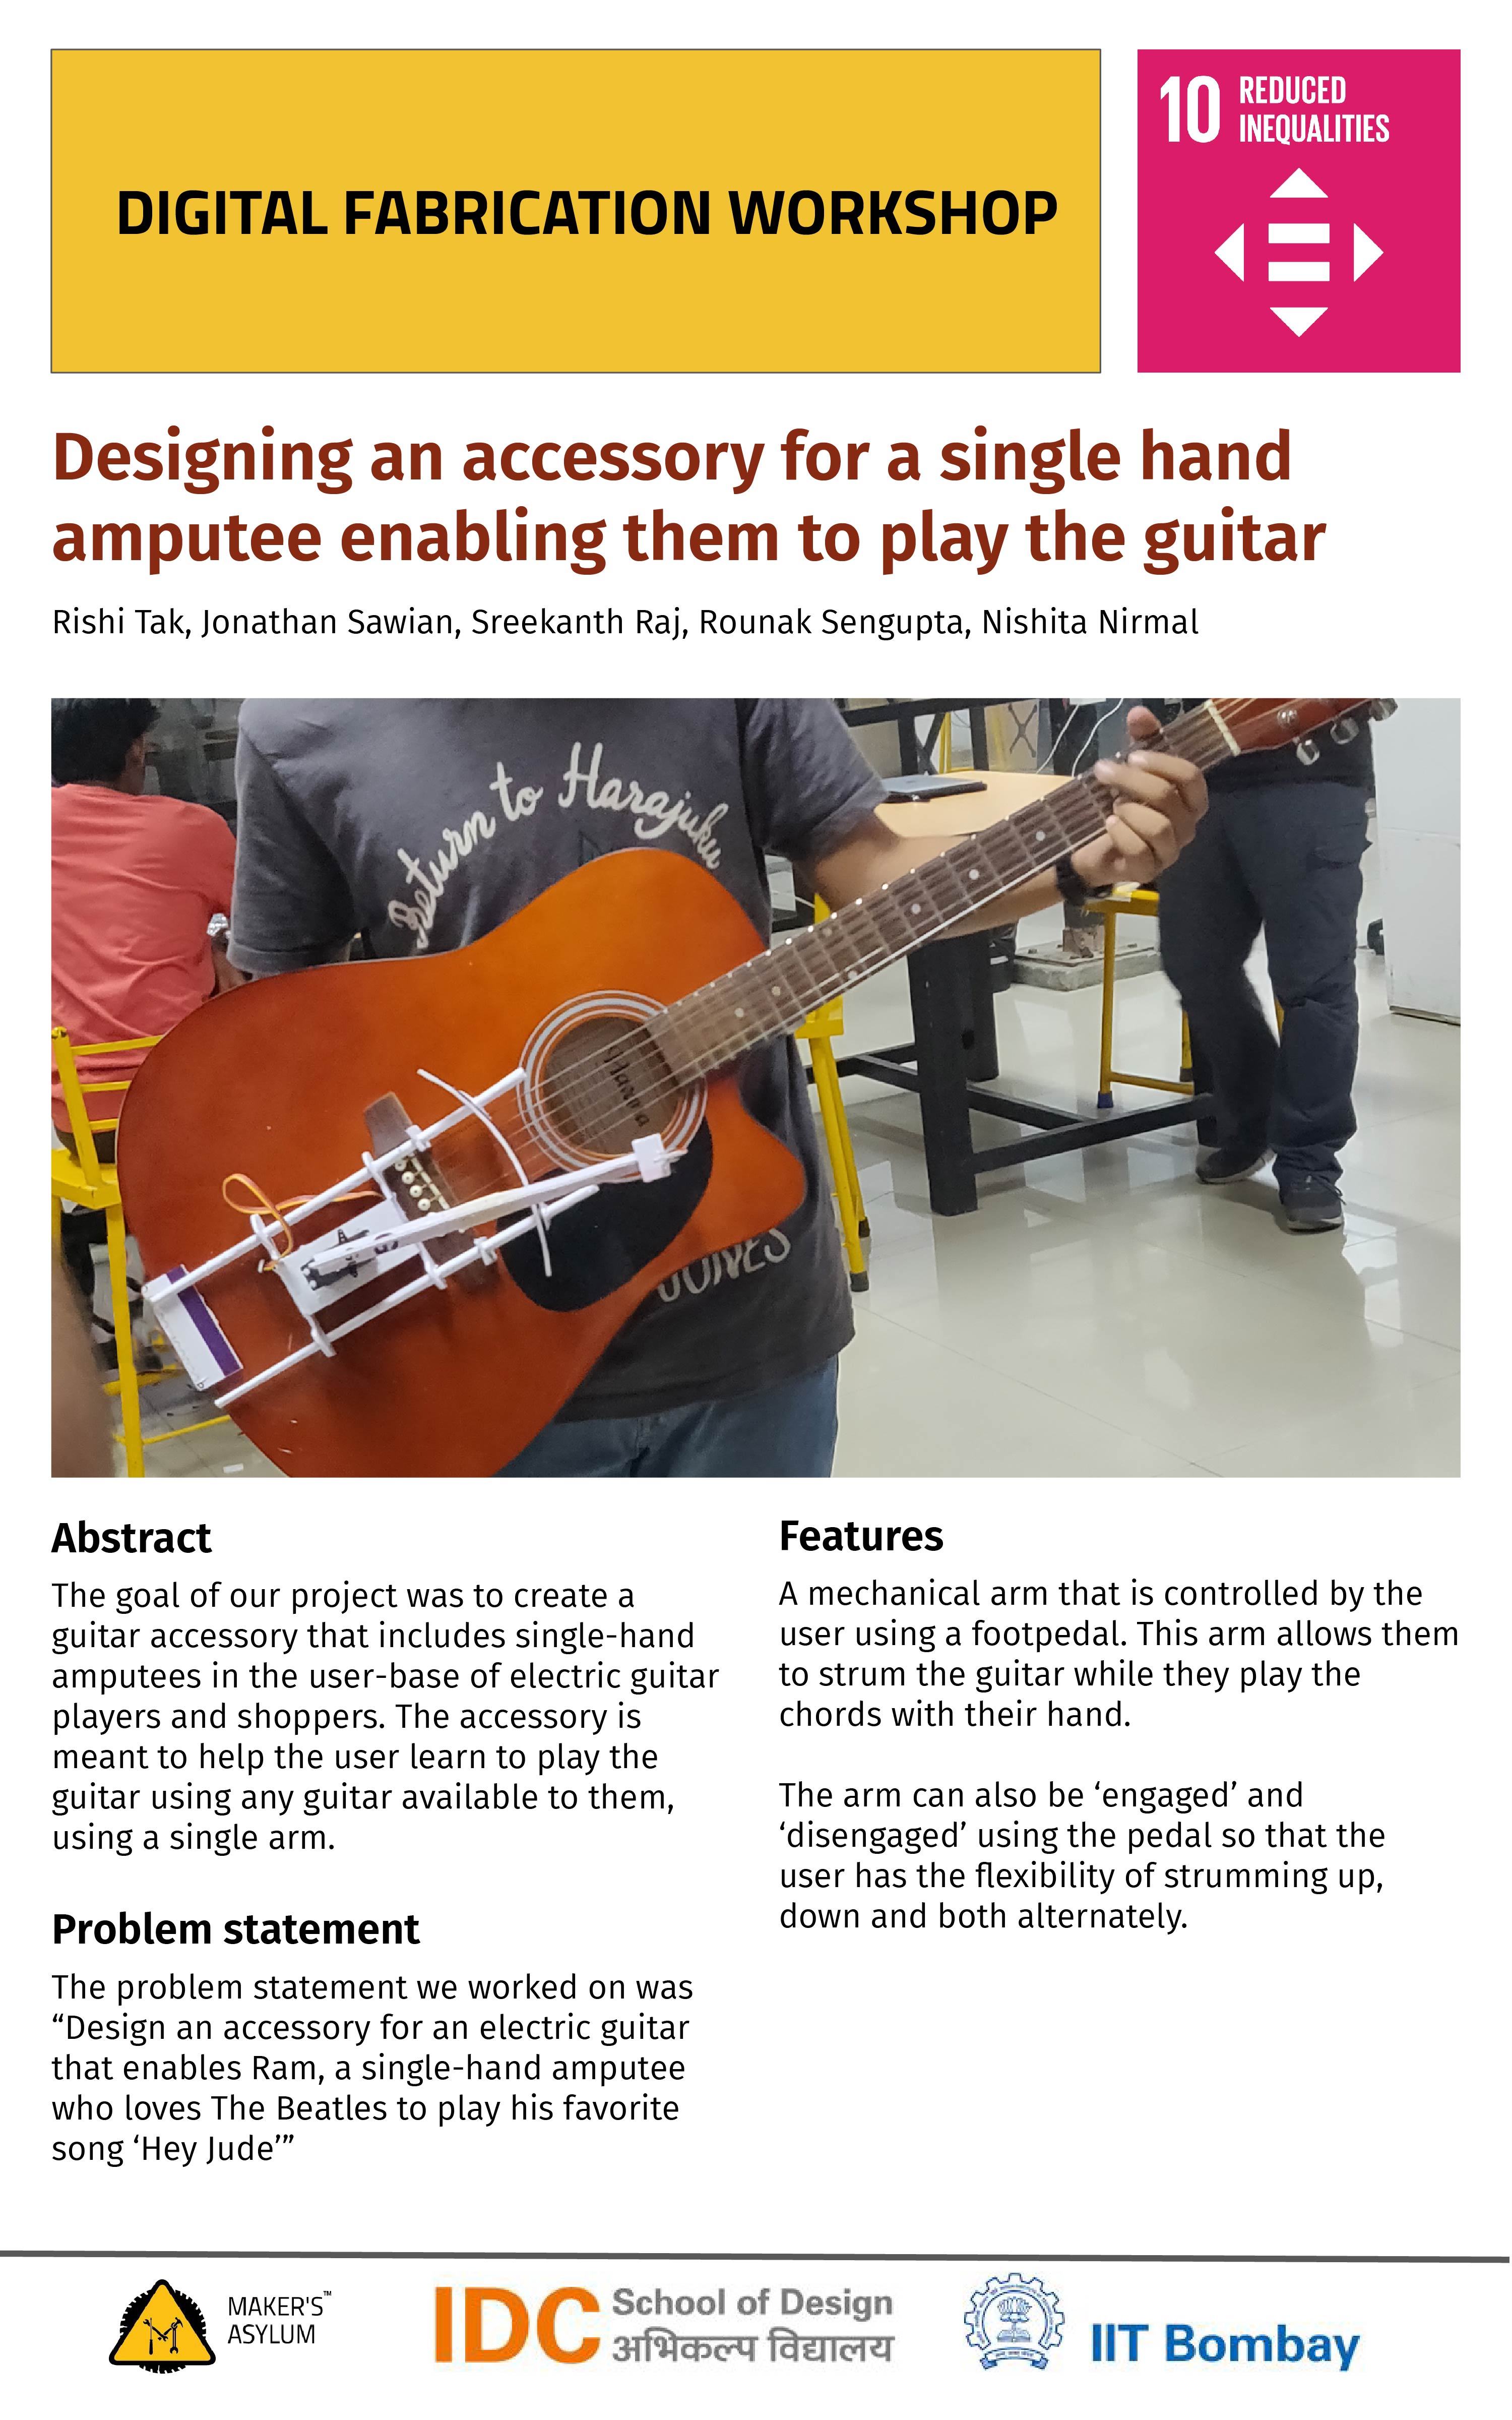 DIGITAL FABRICATION WORKSHOP
10 REDUCED
INEQUALITIES
Designing an accessory for a single hand
amputee enabling them to play the guitar
Rishi Tak, Jonathan Sawian, Sreekanth Raj, Rounak Sengupta, Nishita Nirmal
Return to Harajuku
JONES
Abstract
The goal of our project was to create a
guitar accessory that includes single-hand
amputees in the user-base of electric guitar
players and shoppers. The accessory is
meant to help the user learn to play the
guitar using any guitar available to them,
using a single arm.
Problem statement
The problem statement we worked on was
“Design an accessory for an electric guitar
that enables Ram, a single-hand amputee
who loves The Beatles to play his favorite
song ‘Hey Jude’”
Features
A mechanical arm that is controlled by the
user using a footpedal. This arm allows them
to strum the guitar while they play the
chords with their hand.
The arm can also be ‘engaged’ and
‘disengaged’ using the pedal so that the
user has the flexibility of strumming up,
down and both alternately.
MAKER'S™
ASYLUM
IDC School of Design
अभिकल्प विद्यालय
IIT Bombay